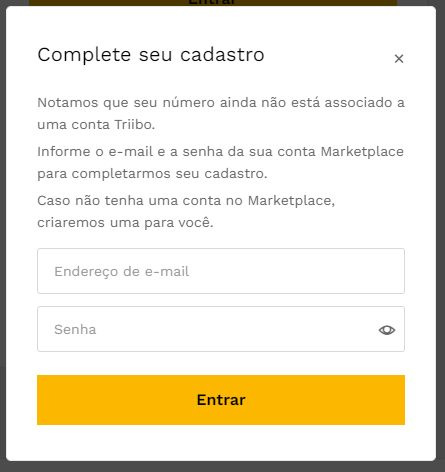 Entrar
Complete seu cadastro
×
Notamos que seu número ainda não está associado a
uma conta Triibo.
Informe o e-mail e a senha da sua conta Marketplace
para completarmos seu cadastro.
Caso não tenha uma conta no Marketplace,
criaremos uma para você.
Endereço de e-mail
Senha
Entrar